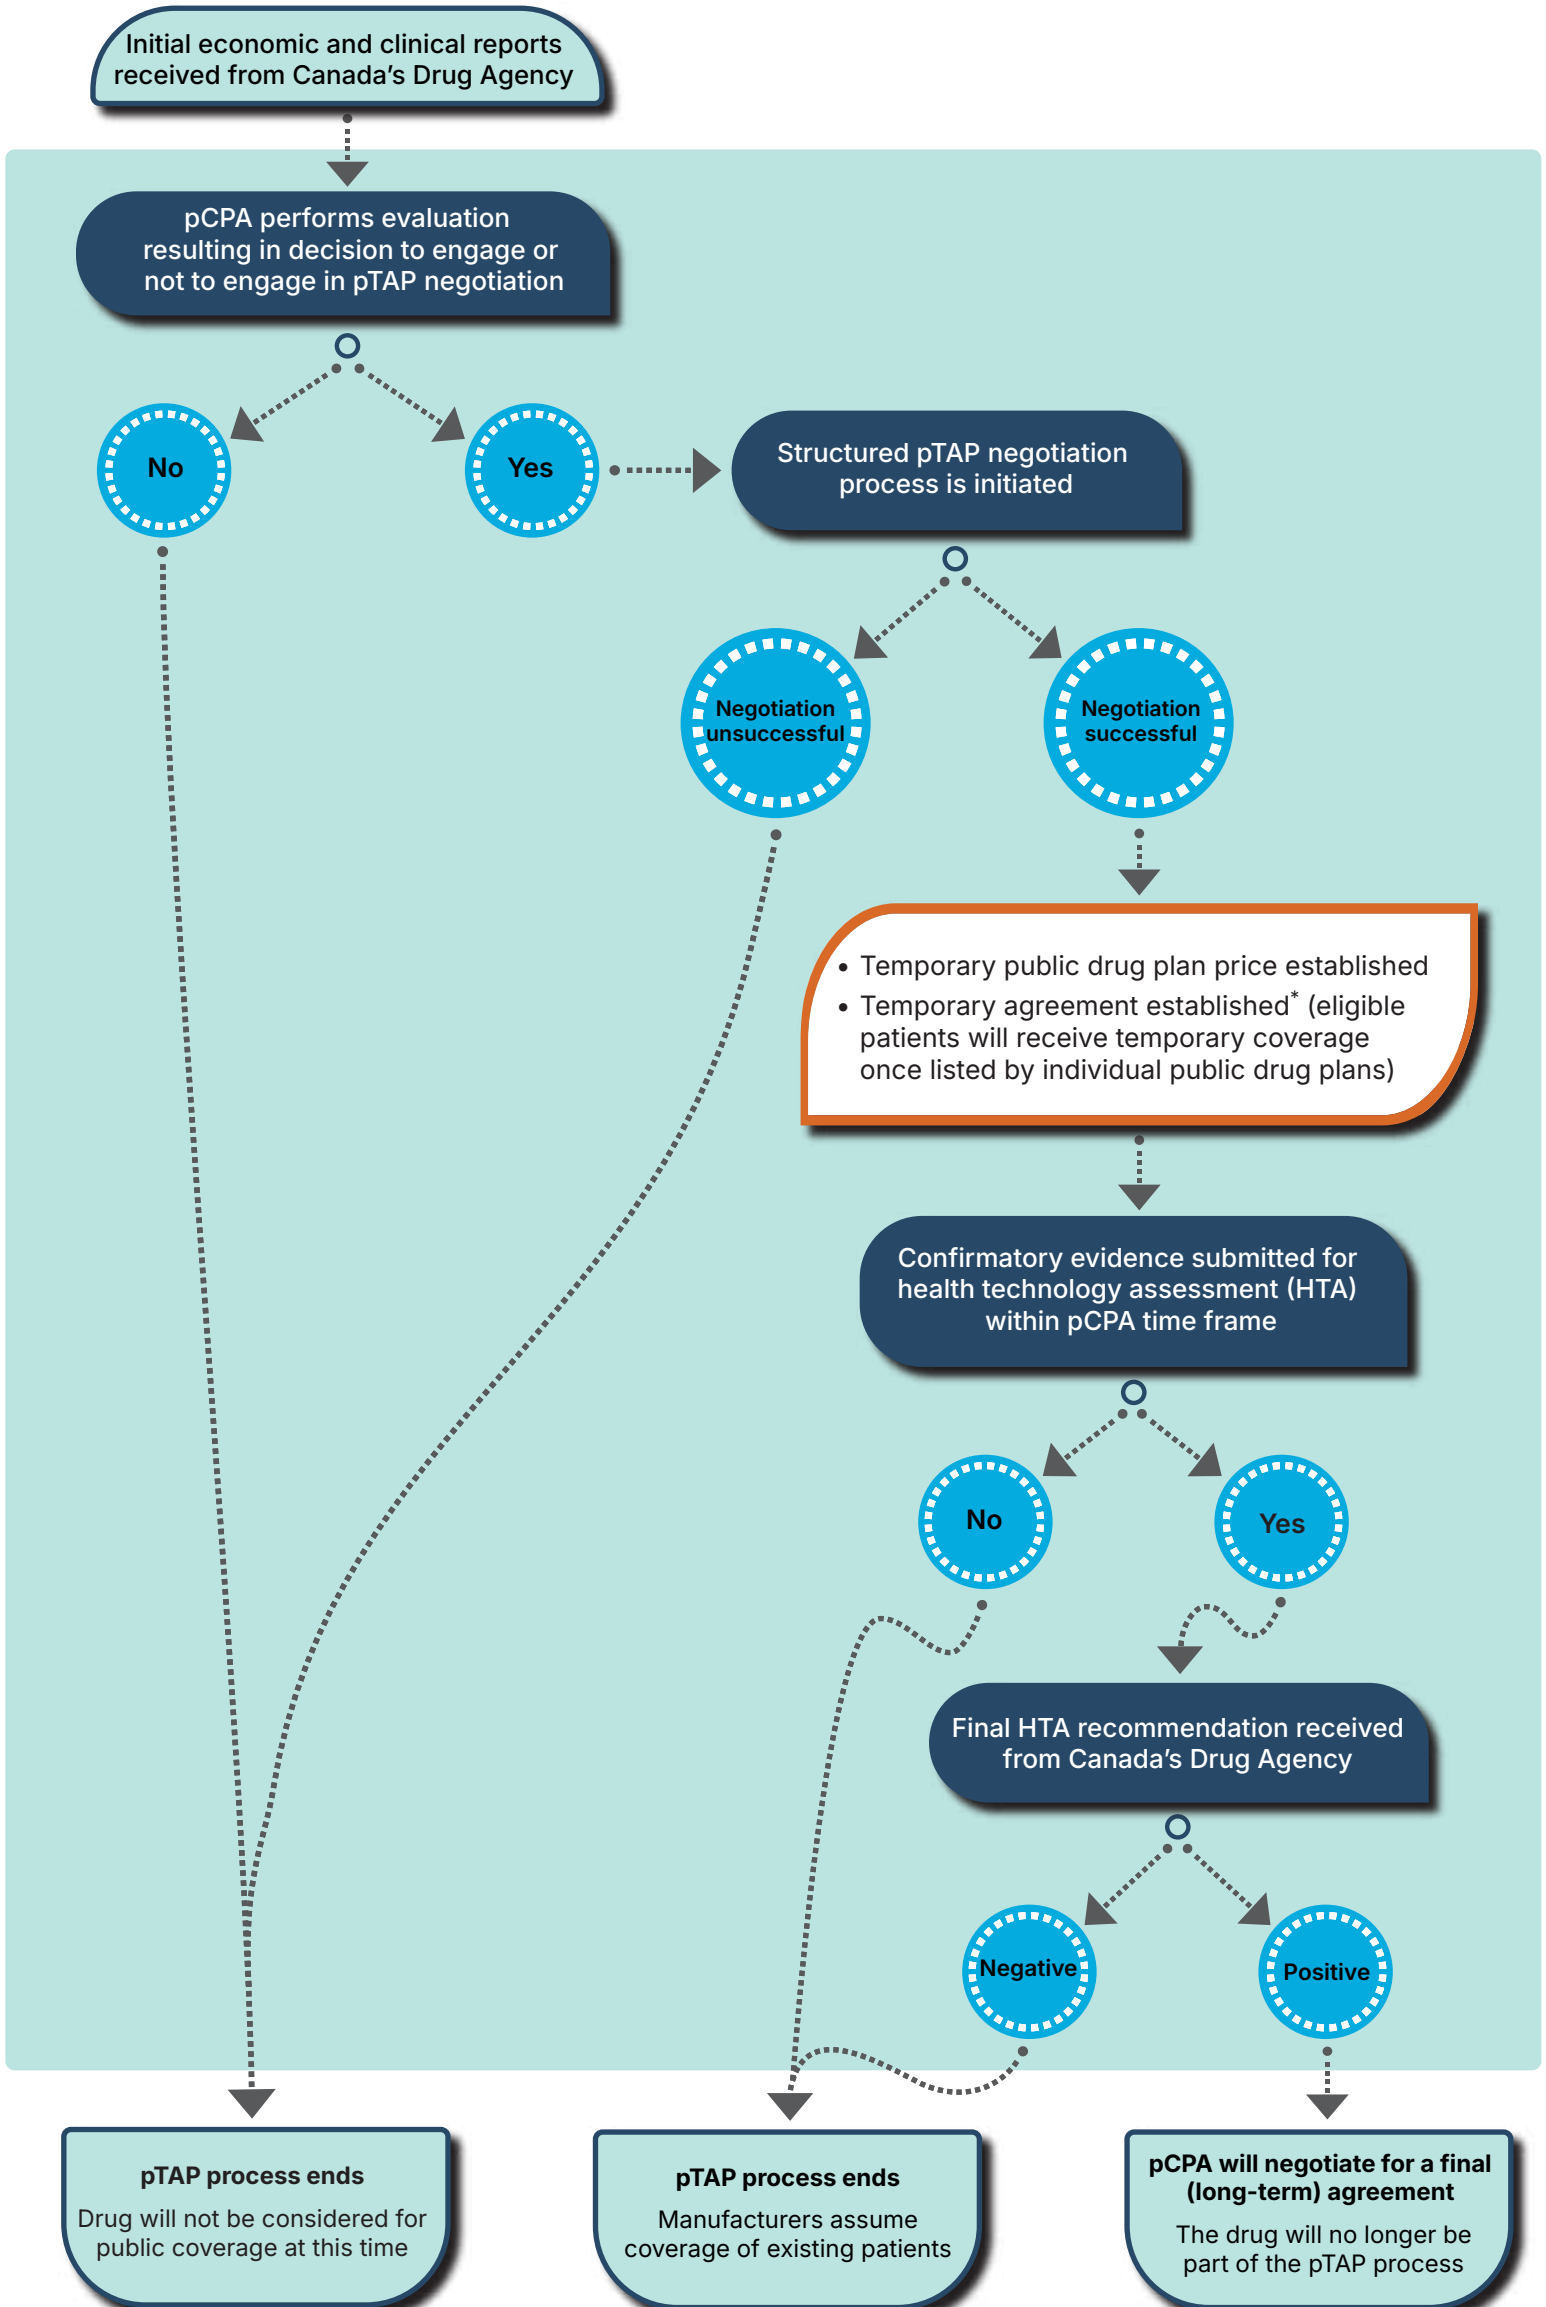 Initial economic and clinical reports
received from Canada’s Drug Agency
pCPA performs evaluation
resulting in decision to engage or
not to engage in pTAP negotiation
No
Yes
Structured pTAP negotiation
process is initiated
Negotiation
unsuccessful
Negotiation
successful
• Temporary public drug plan price established
• Temporary agreement established* (eligible
patients will receive temporary coverage
once listed by individual public drug plans)
Confirmatory evidence submitted for
health technology assessment (HTA)
within pCPA time frame
No
Yes
Final HTA recommendation received
from Canada’s Drug Agency
Negative
Positive
pTAP process ends
Drug will not be considered for
public coverage at this time
pTAP process ends
Manufacturers assume
coverage of existing patients
pCPA will negotiate for a final
(long-term) agreement
The drug will no longer be
part of the pTAP process